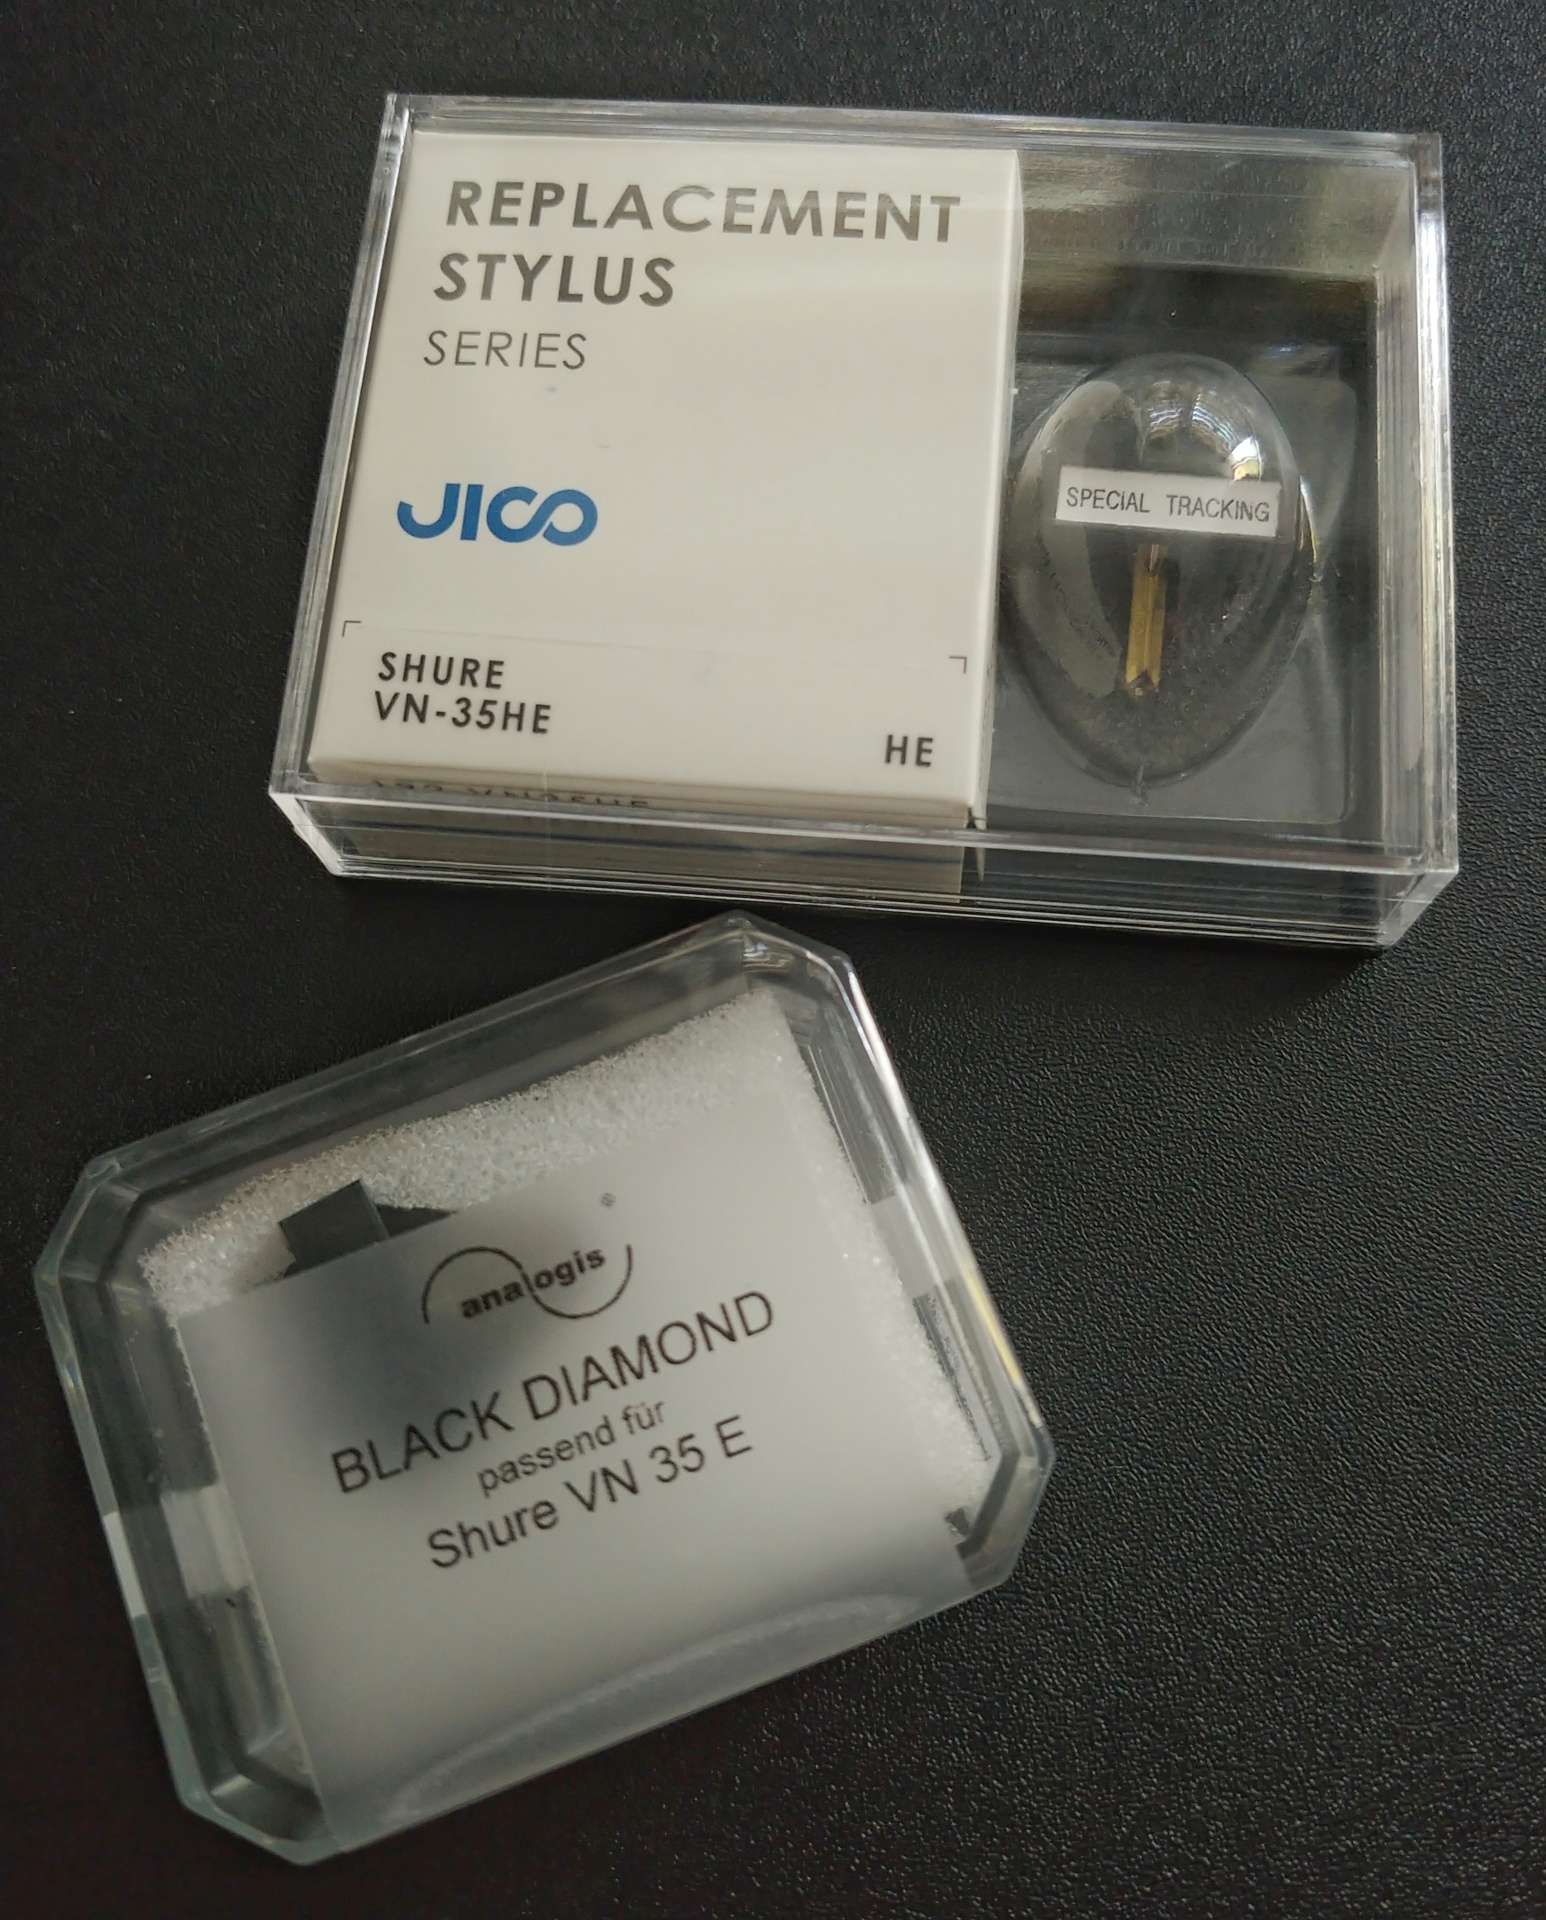 REPLACEMENT
STYLUS
SERIES
JICO
SHURE
VN-35HE
HE
SPECIAL TRACKING
analogis
BLACK DIAMOND
passend für
Shure VN 35 E